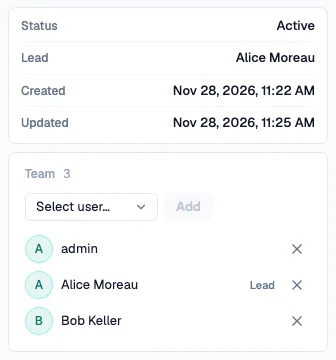 Status Active
Lead Alice Moreau
Created Nov 28, 2026, 11:22 AM
Updated Nov 28, 2026, 11:25 AM
Team 3
Select user... Add
A admin
A Alice Moreau Lead
B Bob Keller